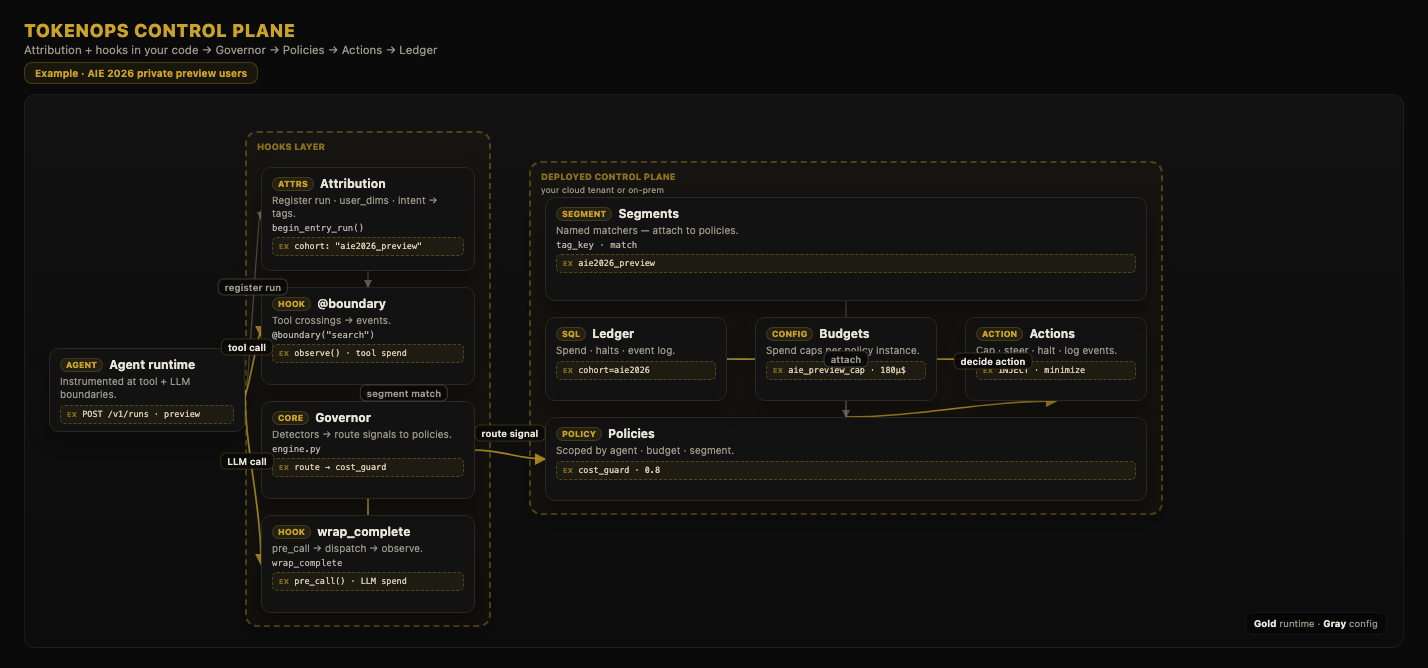 TOKENOPS CONTROL PLANE
Attribution + hooks in your code → Governor → Policies → Actions → Ledger
Example · AIE 2026 private preview users
HOOKS LAYER
ATTRS Attribution
Register run · user_dims · intent →
tags.
begin_entry_run()
EX cohort: "aie2026_preview"
register run
HOOK @boundary
Tool crossings → events.
@boundary("search")
tool call
EX observe() · tool spend
AGENT Agent runtime
Instrumented at tool + LLM
boundaries.
EX POST /v1/runs · preview
segment match
CORE Governor
Detectors → route signals to policies.
engine.py
LLM call
EX route → cost_guard
route signal
HOOK wrap_complete
pre_call → dispatch → observe.
wrap_complete
EX pre_call() · LLM spend
DEPLOYED CONTROL PLANE
your cloud tenant or on-prem
SEGMENT Segments
Named matchers — attach to policies.
tag_key · match
EX aie2026_preview
SQL Ledger
Spend · halts · event log.
EX cohort=aie2026
CONFIG Budgets
Spend caps per policy instance.
attach
EX aie_preview_cap · 180μ$
ACTION Actions
Cap · steer · halt · log events.
decide action
EX INJECT · minimize
POLICY Policies
Scoped by agent · budget · segment.
EX cost_guard · 0.8
Gold runtime · Gray config